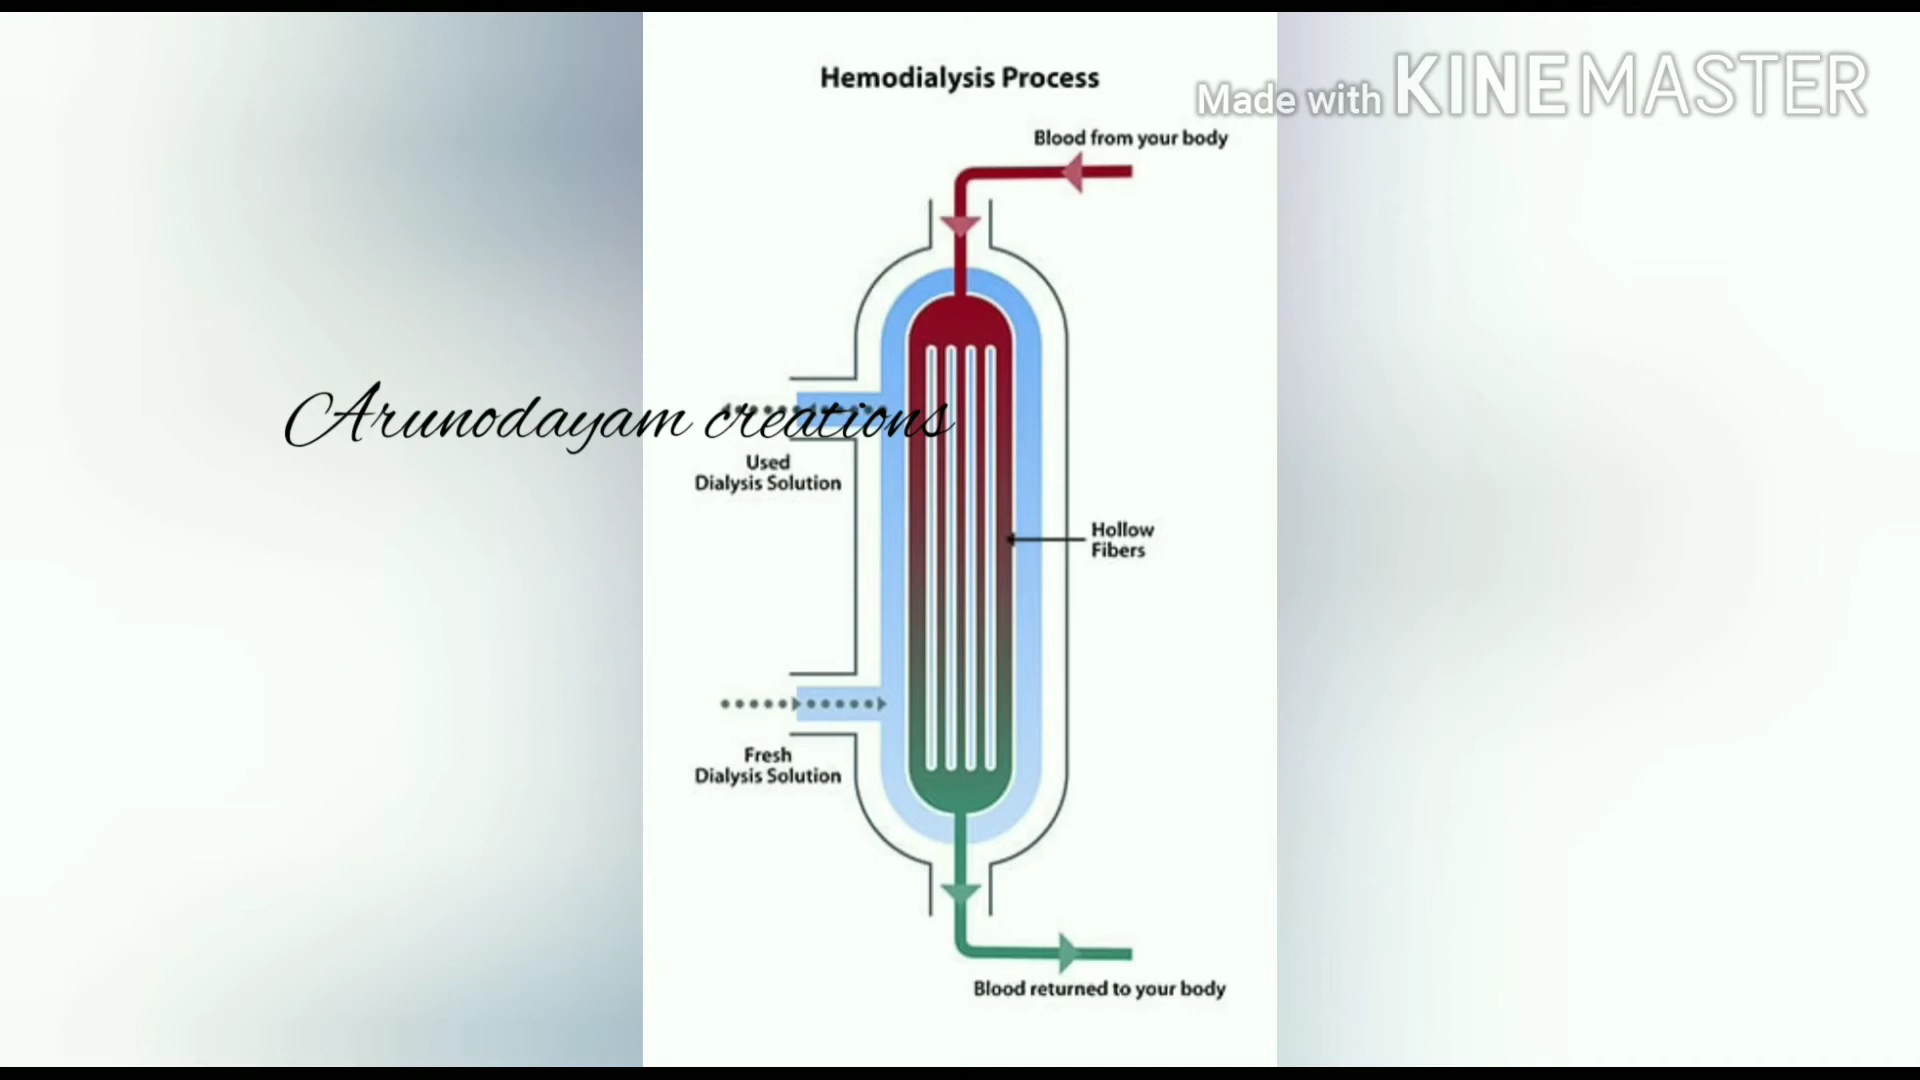 Hemodialysis Process
Made with KINEMASTER
Blood from your body
Arunodayam creations
Used
Dialysis Solution
Hollow
Fibers
Fresh
Dialysis Solution
Blood returned to your body